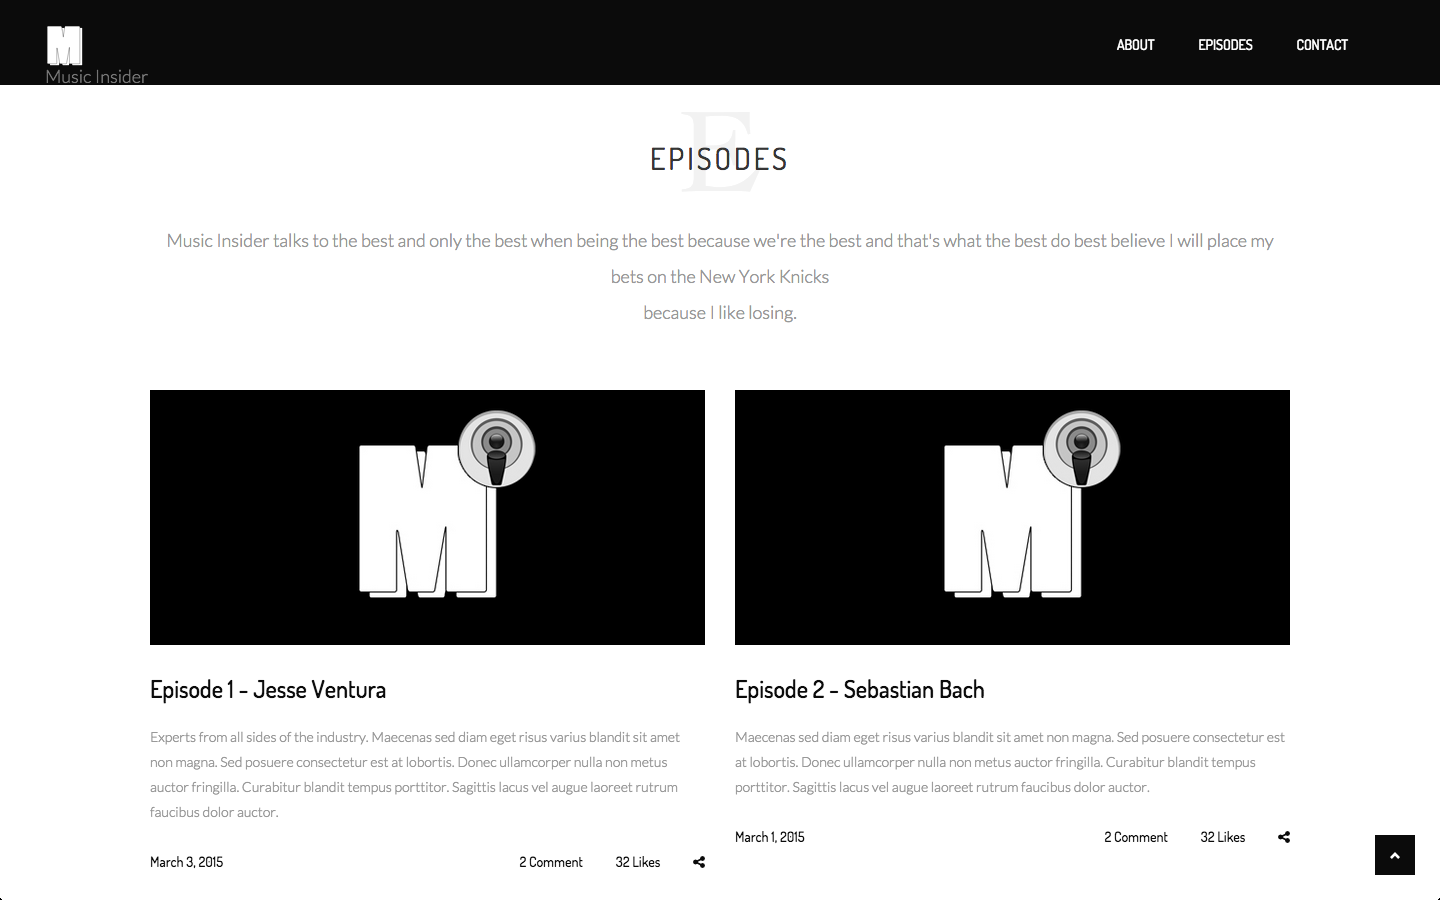 M
Music Insider
ABOUT EPISODES CONTACT
E
EPISODES
Music Insider talks to the best and only the best when being the best because we're the best and that's what the best do best believe I will place my
bets on the New York Knicks
because I like losing.
M
M
Episode 1 - Jesse Ventura
Experts from all sides of the industry. Maecenas sed diam eget risus varius blandit sit amet
non magna. Sed posuere consectetur est at lobortis. Donec ullamcorper nulla non metus
auctor fringilla. Curabitur blandit tempus porttitor. Sagittis lacus vel augue laoreet rutrum
faucibus dolor auctor.
March 3, 2015 2 Comment 32 Likes
Episode 2 - Sebastian Bach
Maecenas sed diam eget risus varius blandit sit amet non magna. Sed posuere consectetur est
at lobortis. Donec ullamcorper nulla non metus auctor fringilla. Curabitur blandit tempus
porttitor. Sagittis lacus vel augue laoreet rutrum faucibus dolor auctor.
March 1, 2015 2 Comment 32 Likes